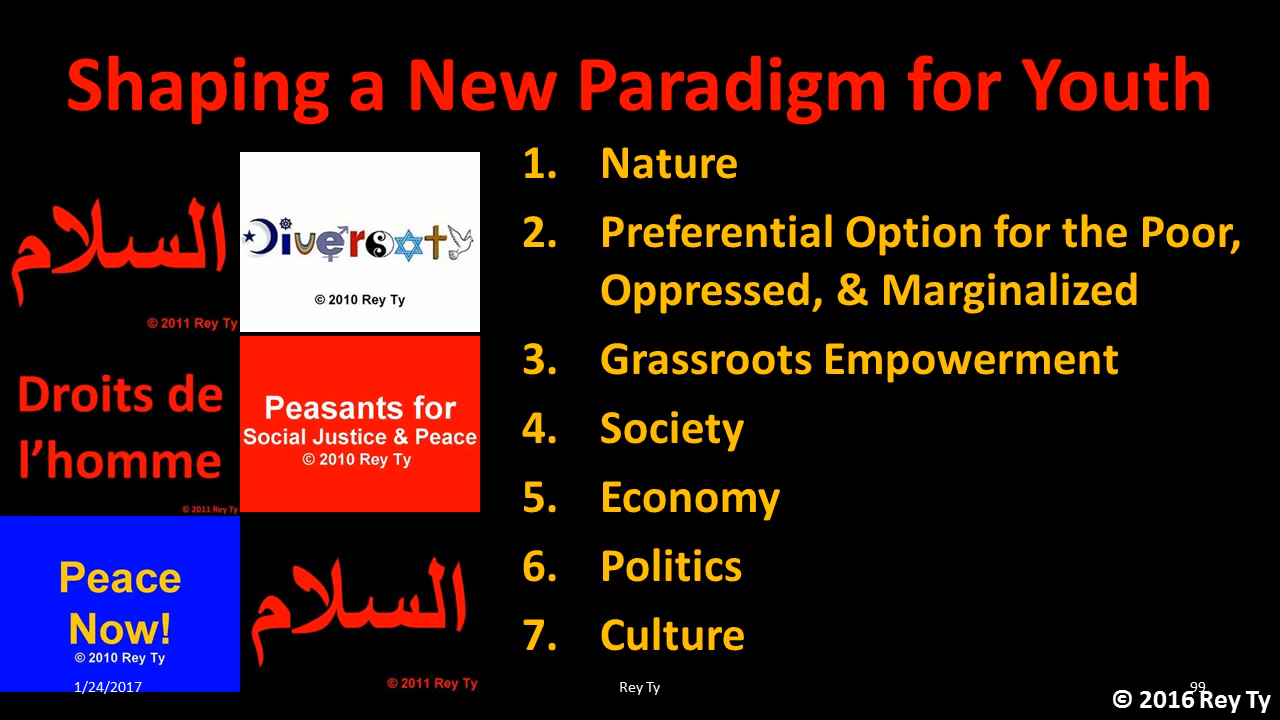 Shaping a New Paradigm for Youth
السلام
© 2011 Rey Ty
Diversity
© 2010 Rey Ty
Droits de
l’homme
© 2011 Rey Ty
Peasants for
Social Justice & Peace
© 2010 Rey Ty
Peace
Now!
© 2010 Rey Ty
السلام
© 2011 Rey Ty
1. Nature
2. Preferential Option for the Poor,
Oppressed, & Marginalized
3. Grassroots Empowerment
4. Society
5. Economy
6. Politics
7. Culture
1/24/2017
Rey Ty
99
© 2016 Rey Ty